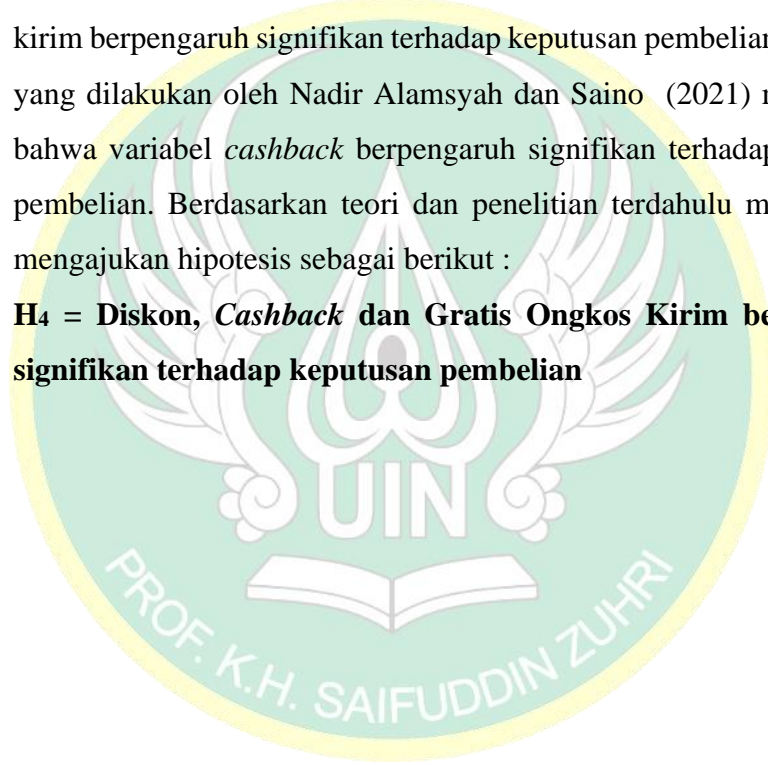 kirim berpengaruh signifikan terhadap keputusan pembelian
yang dilakukan oleh Nadir Alamsyah dan Saino (2021)
bahwa variabel cashback berpengaruh signifikan terhadap
pembelian. Berdasarkan teori dan penelitian terdahulu
mengajukan hipotesis sebagai berikut :
H4 = Diskon, Cashback dan Gratis Ongkos Kirim
signifikan terhadap keputusan pembelian
UIN
PROF. K.H. SAIFUDDIN ZUHRI